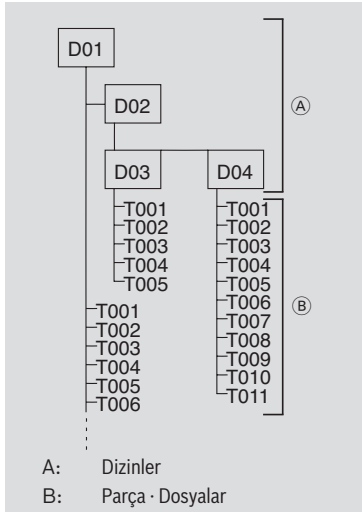 D01
D02
Ⓐ
D03 D04
T001
T002
T003
T004
T005
T001
T002
T003
T004
T005
T006
T007
T008
T009
T010
T011
Ⓑ
T001
T002
T003
T004
T005
T006
A: Dizinler
B: Parça · Dosyalar